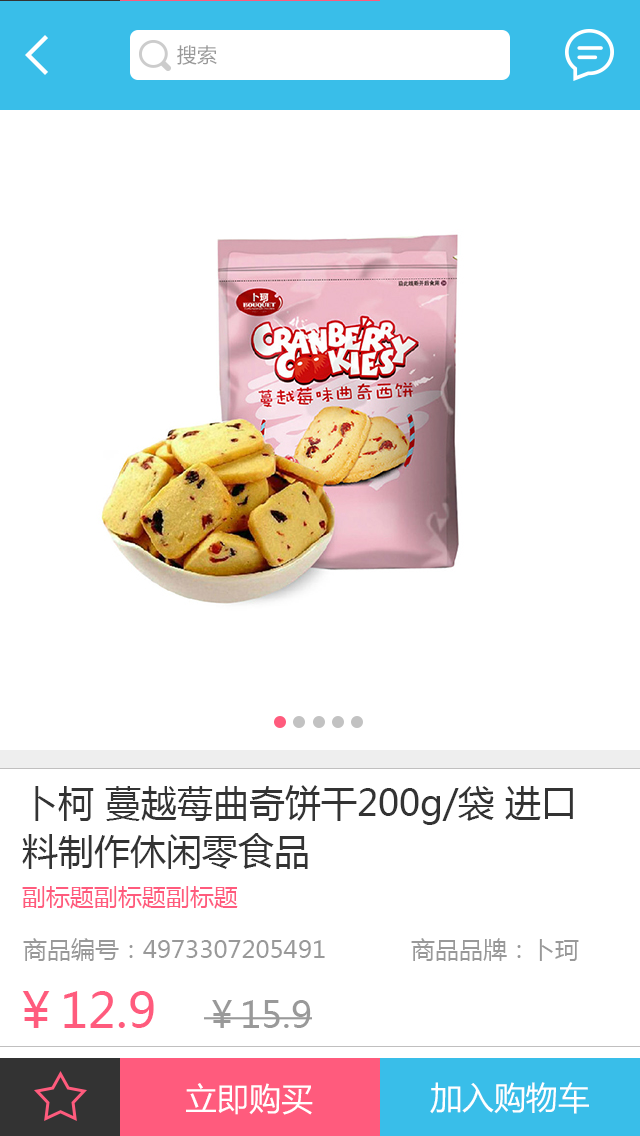 搜索
卜珂
BOUQUET
CRANBERRY
COOKIES
蔓越莓味曲奇西饼
卜柯 蔓越莓曲奇饼干200g/袋 进口
料制作休闲零食品
副标题副标题副标题
商品编号：4973307205491 商品品牌：卜珂
￥12.9 ￥15.9
立即购买 加入购物车